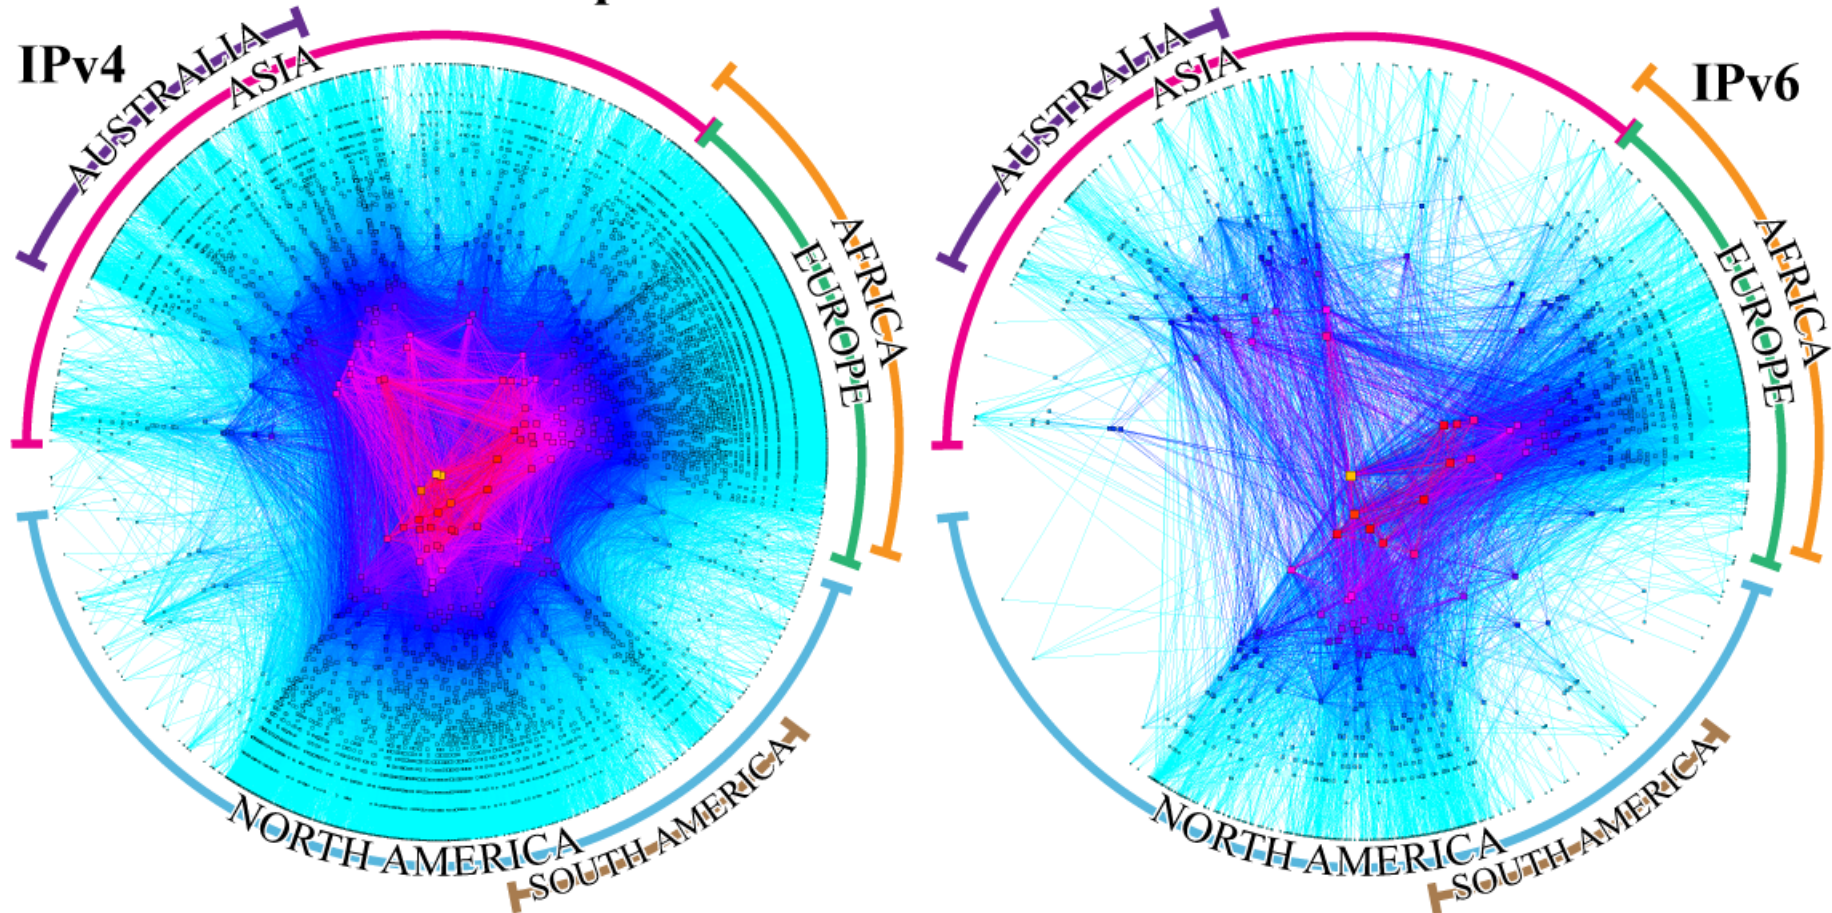 IPv4
AUSTRALIA
ASIA
AFRICA
EUROPE
NORTH AMERICA
SOUTH AMERICA
IPv6
AUSTRALIA
ASIA
AFRICA
EUROPE
NORTH AMERICA
SOUTH AMERICA